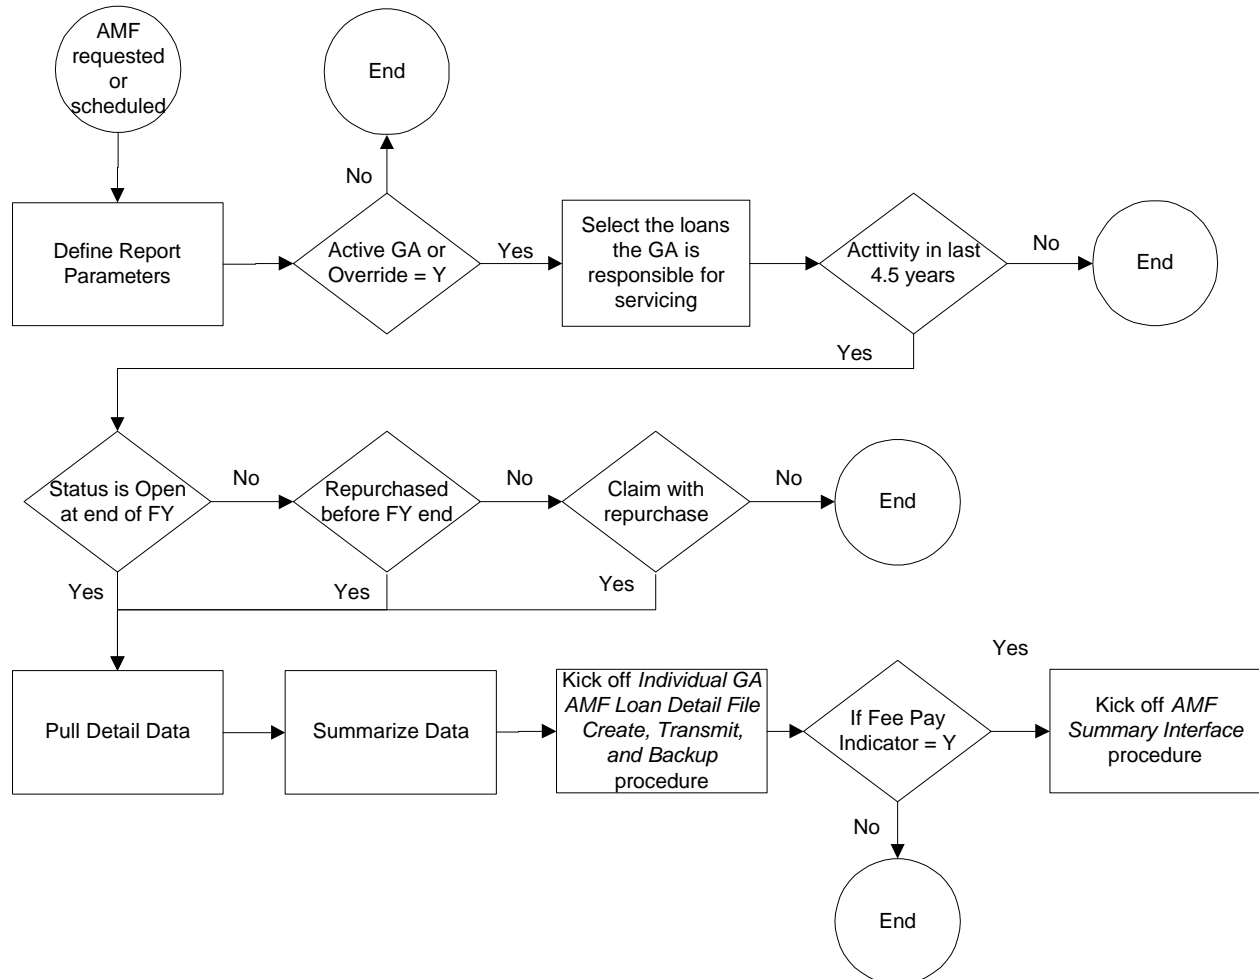 AMF
requested
or
scheduled
End
No
Define Report
Parameters
Active GA or
Override = Y
Yes
Select the loans
the GA is
responsible for
servicing
Acttivity in last
4.5 years
No
End
Yes
Status is Open
at end of FY
No
Repurchased
before FY end
No
Claim with
repurchase
No
End
Yes
Yes
Yes
Pull Detail Data
Summarize Data
Kick off Individual GA
AMF Loan Detail File
Create, Transmit,
and Backup
procedure
If Fee Pay
Indicator = Y
Yes
Kick off AMF
Summary Interface
procedure
No
End